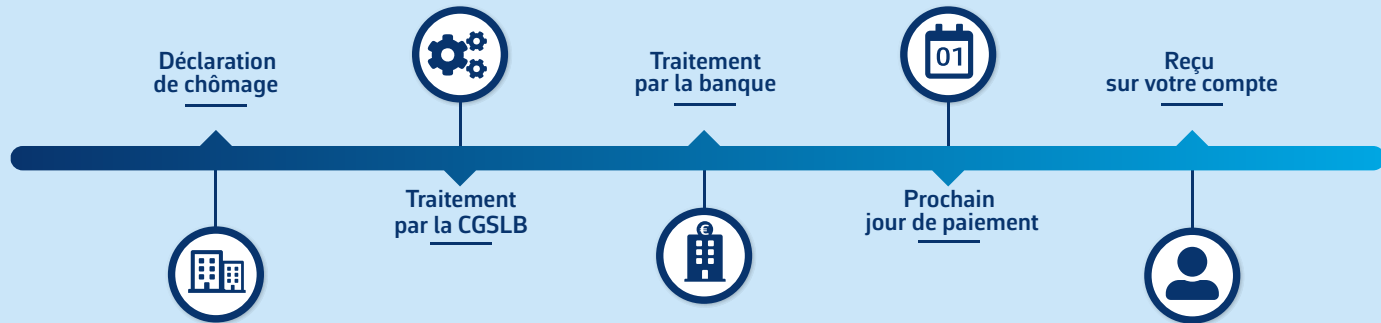 Déclaration
de chômage
Traitement
par la CGSLB
Traitement
par la banque
€
01
Prochain
jour de paiement
Reçu
sur votre compte